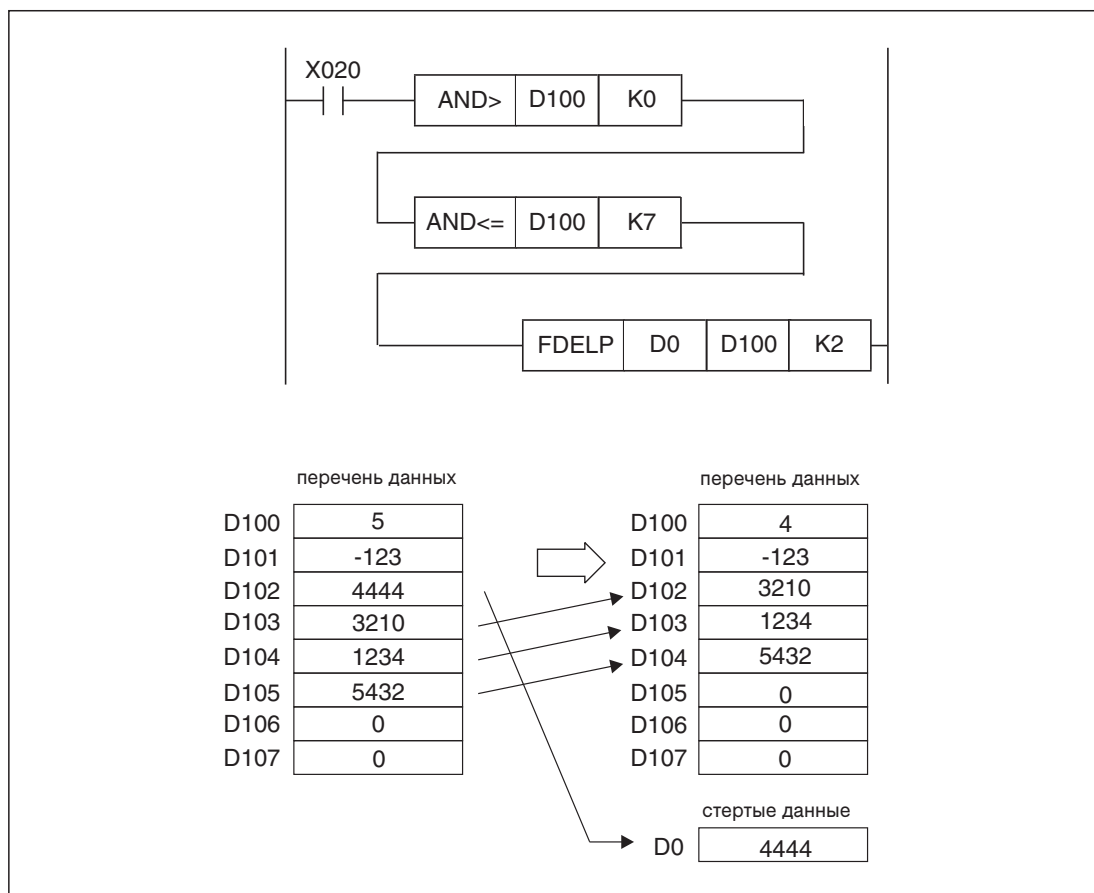 X020
AND> D100 K0
AND<= D100 K7
FDELP D0 D100 K2
перечень данных
D100 5
D101 -123
D102 4444
D103 3210
D104 1234
D105 5432
D106 0
D107 0
перечень данных
D100 4
D101 -123
D102 3210
D103 1234
D104 5432
D105 0
D106 0
D107 0
стертые данные
D0 4444